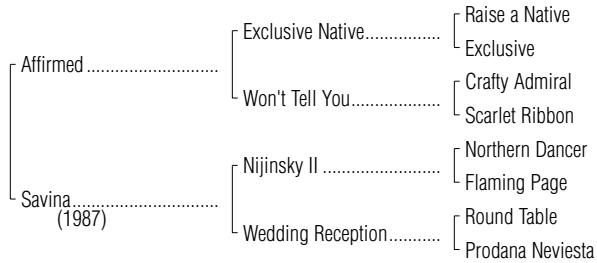 Raise a Native
Exclusive Native.................
Exclusive
Affirmed ............................
Crafty Admiral
Won't Tell You....................
Scarlet Ribbon
Northern Dancer
Nijinsky II ..........................
Flaming Page
Savina................................
(1987)
Round Table
Wedding Reception...........
Prodana Neviesta